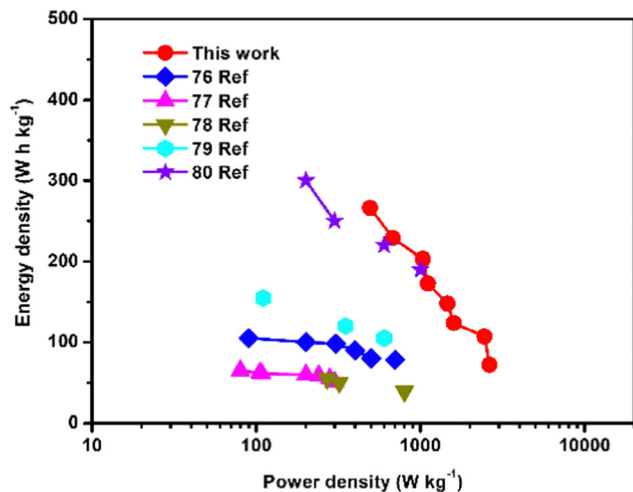 500
400
300
200
100
0
Energy density (W h kg⁻¹)
This work
76 Ref
77 Ref
78 Ref
79 Ref
80 Ref
10 100 1000 10000
Power density (W kg⁻¹)